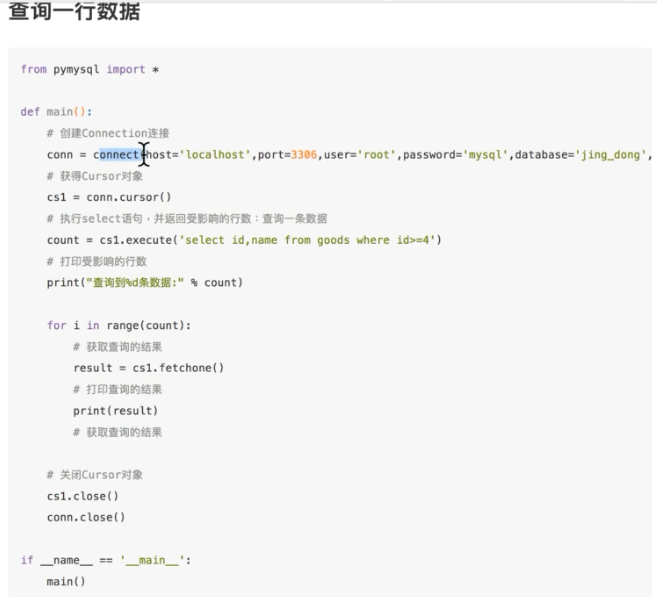 查询一行数据
from pymysql import *
def main():
# 创建Connection连接
conn = connect(host='localhost',port=3306,user='root',password='mysql',database='jing_dong',
# 获得Cursor对象
cs1 = conn.cursor()
# 执行select语句，并返回受影响的行数：查询一条数据
count = cs1.execute('select id,name from goods where id>=4')
# 打印受影响的行数
print("查询到%d条数据:" % count)
for i in range(count):
# 获取查询的结果
result = cs1.fetchone()
# 打印查询的结果
print(result)
# 获取查询的结果
# 关闭Cursor对象
cs1.close()
conn.close()
if __name__ == '__main__':
main()